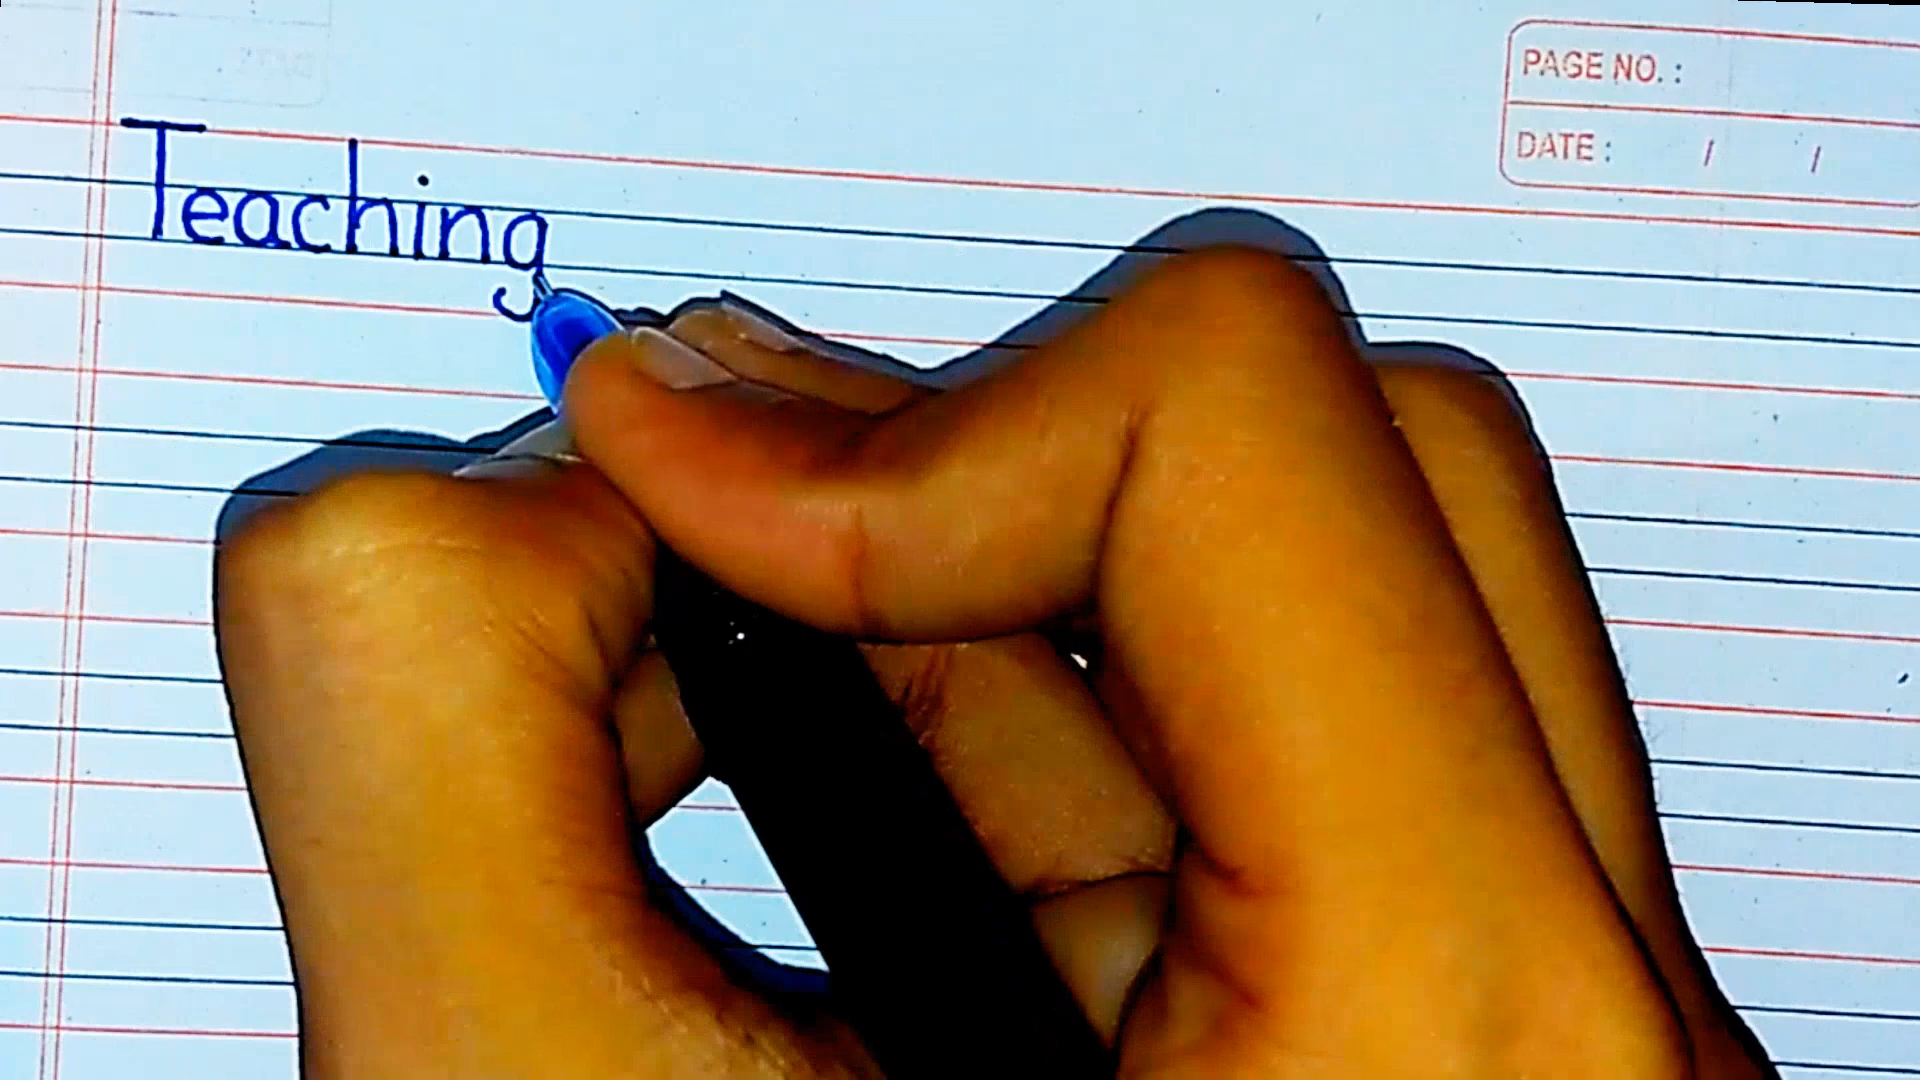 PAGE NO. :
DATE : / /
Teaching